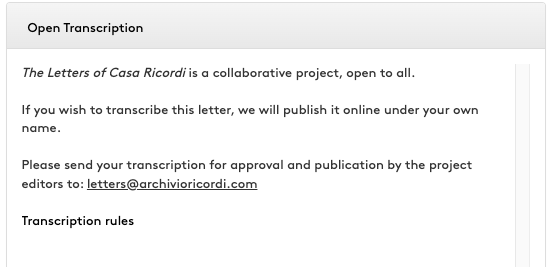 Open Transcription
The Letters of Casa Ricordi is a collaborative project, open to all.
If you wish to transcribe this letter, we will publish it online under your own
name.
Please send your transcription for approval and publication by the project
editors to: letters@archivioricordi.com
Transcription rules